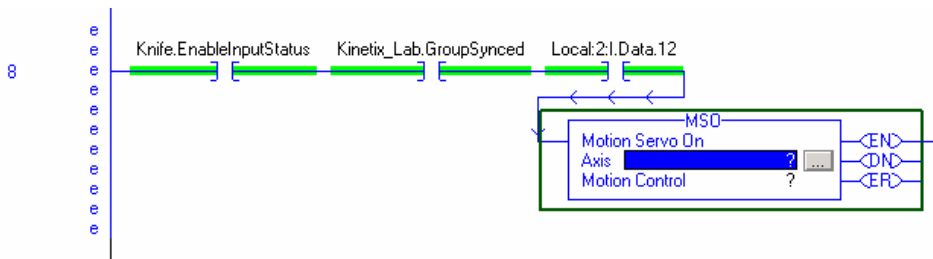 e
e
Knife.EnableInputStatus Kinetix_Lab.GroupSynced Local:2:I.Data.12
8 e
e
e
e
e
e
e
e
MSO
Motion Servo On EN
Axis ? ... DN
Motion Control ? ER